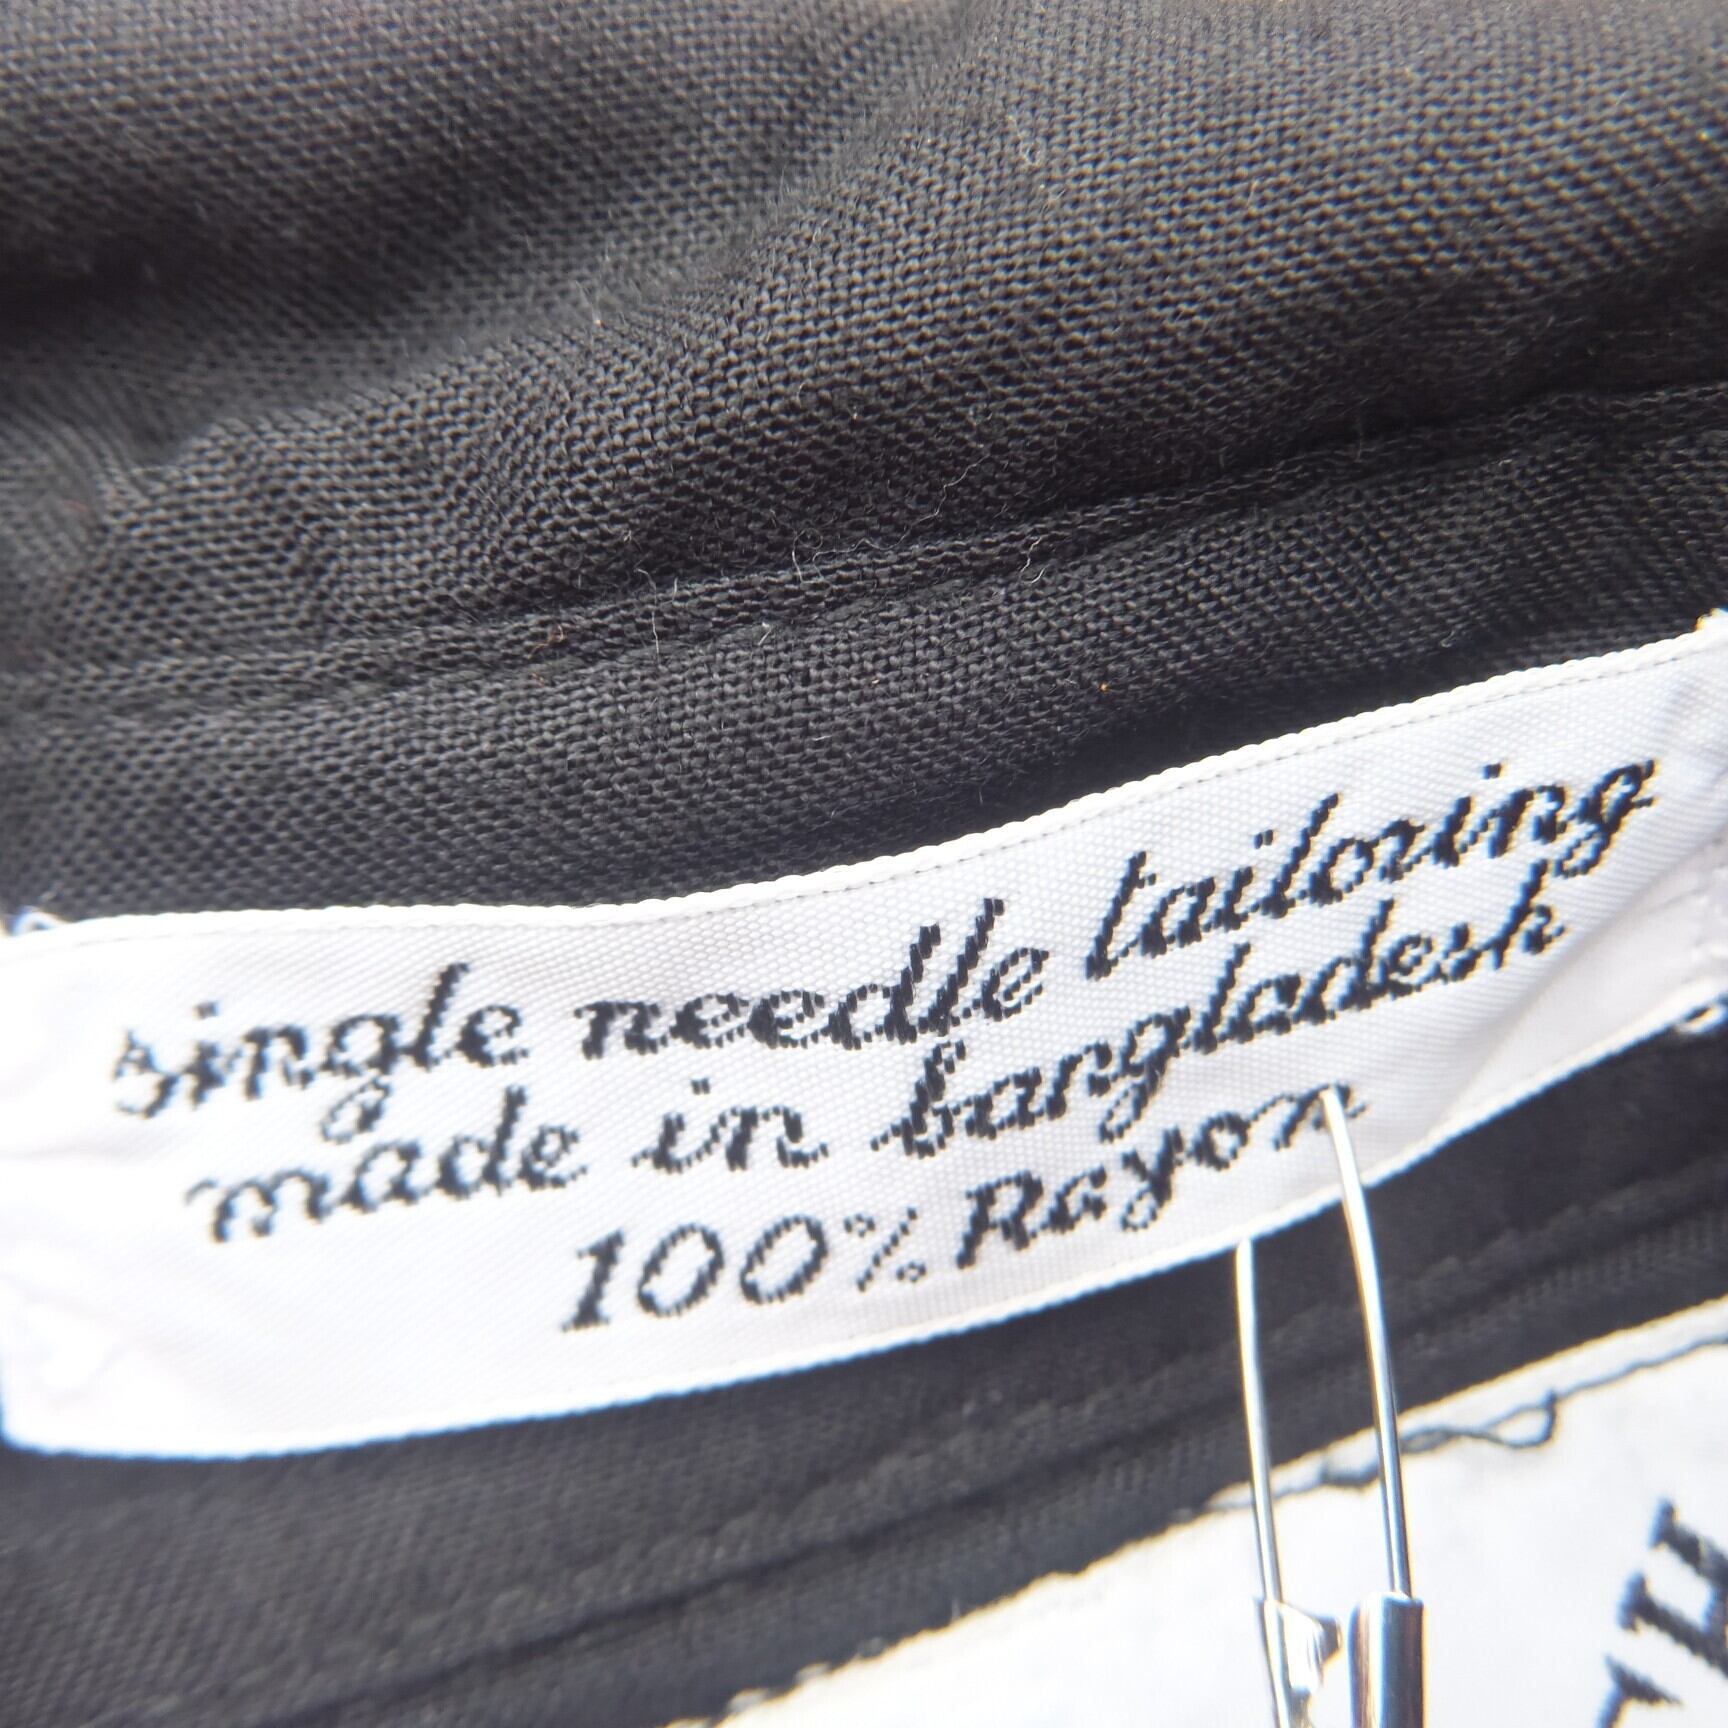 single needle tailoring
made in bangladesh
100% Rayon